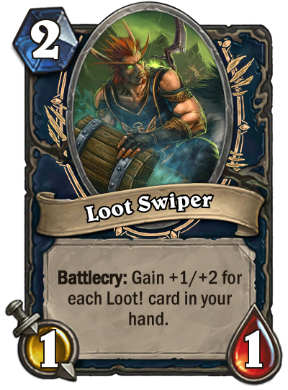 2
Loot Swiper
Battlecry: Gain +1/+2 for
each Loot! card in your
hand.
1
1